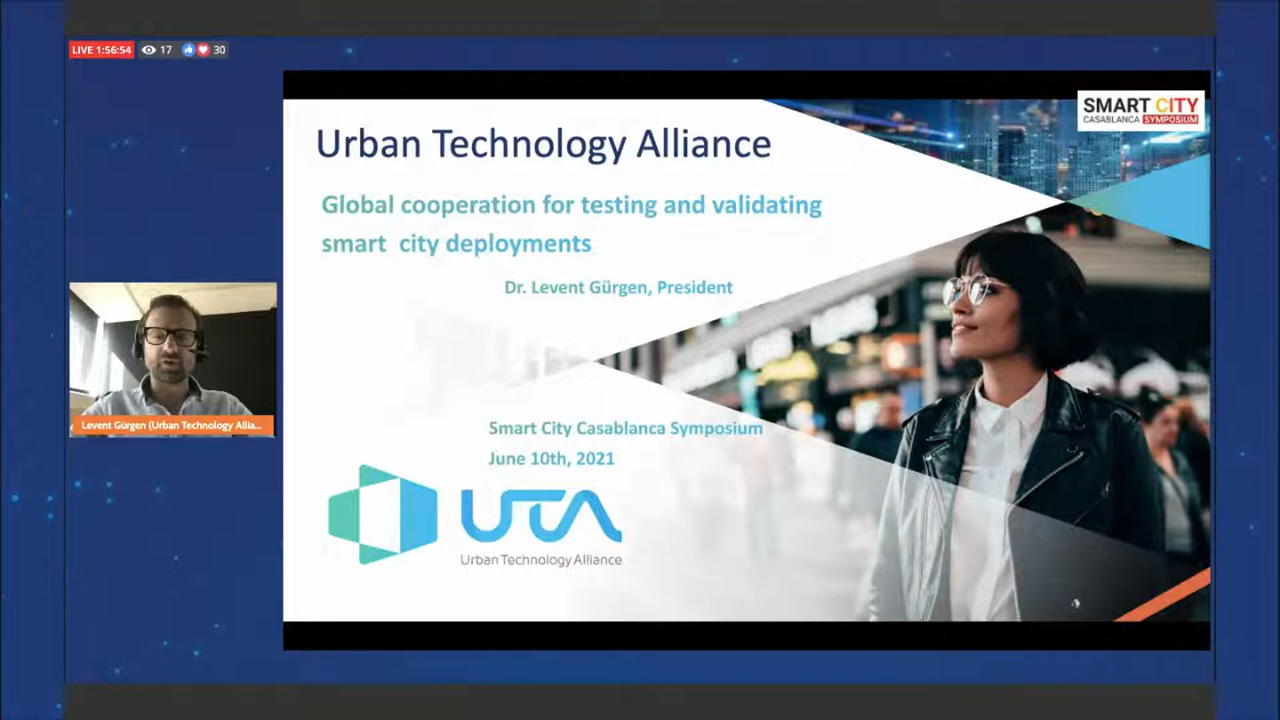 LIVE 1:56:54
17
30
SMART CITY
CASABLANCA SYMPOSIUM
Urban Technology Alliance
Global cooperation for testing and validating
smart city deployments
Dr. Levent Gürgen, President
Levent Gürgen (Urban Technology Allia...
Smart City Casablanca Symposium
June 10th, 2021
UTA
Urban Technology Alliance